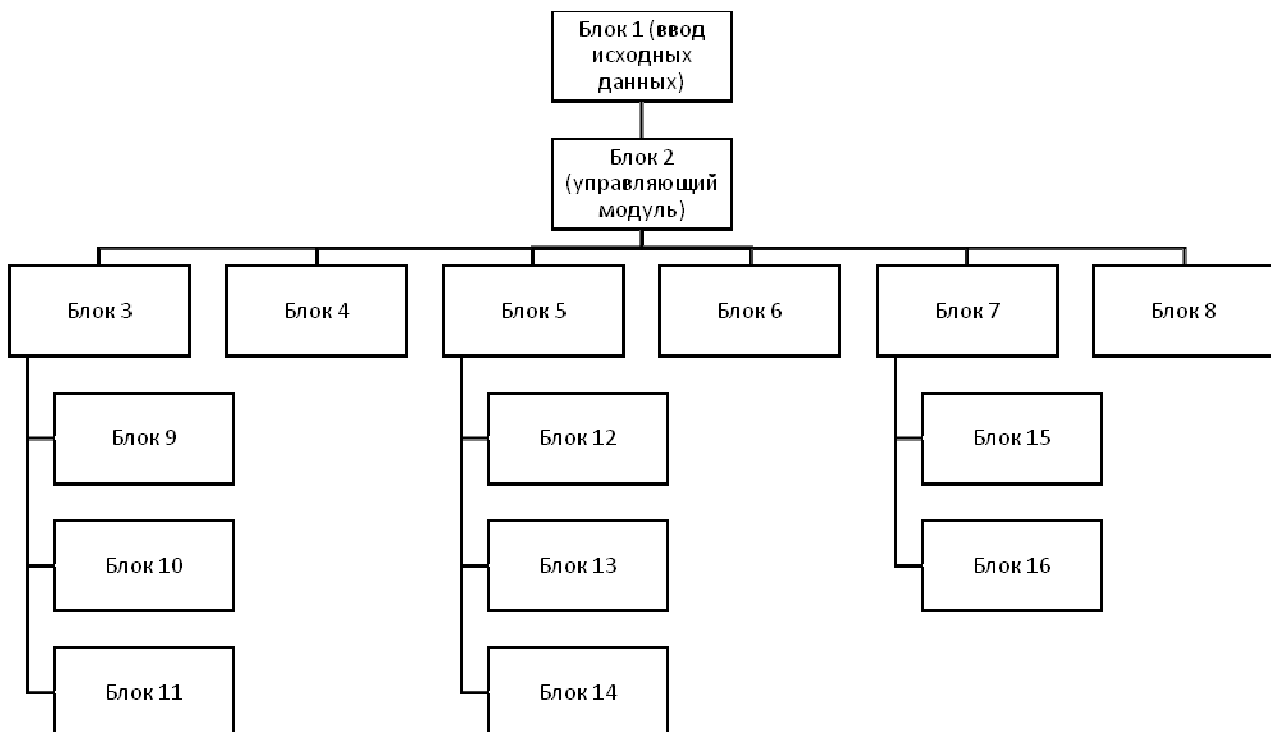 Блок 1 (ввод
исходных
данных)
Блок 2
(управляющий
модуль)
Блок 3
Блок 4
Блок 5
Блок 6
Блок 7
Блок 8
Блок 9
Блок 12
Блок 15
Блок 10
Блок 13
Блок 16
Блок 11
Блок 14